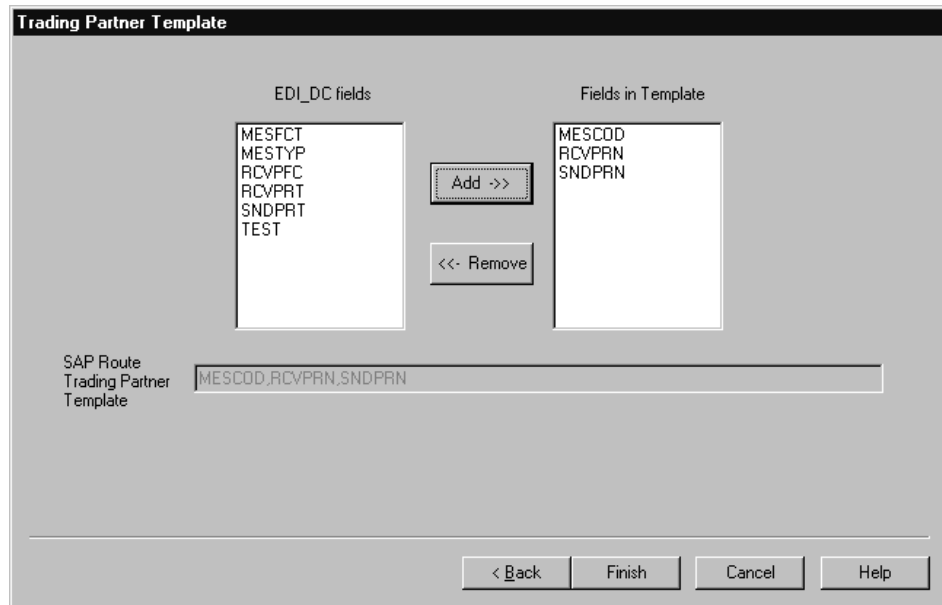 Trading Partner Template
EDI_DC fields
Fields in Template
MESFCT
MESTYP
RCVPFC
RCVPRT
SNDPRT
TEST
Add ->>
<<- Remove
MESCOD
RCVPRN
SNDPRN
SAP Route
Trading Partner
Template
MESCOD,RCVPRN,SNDPRN
< Back
Finish
Cancel
Help